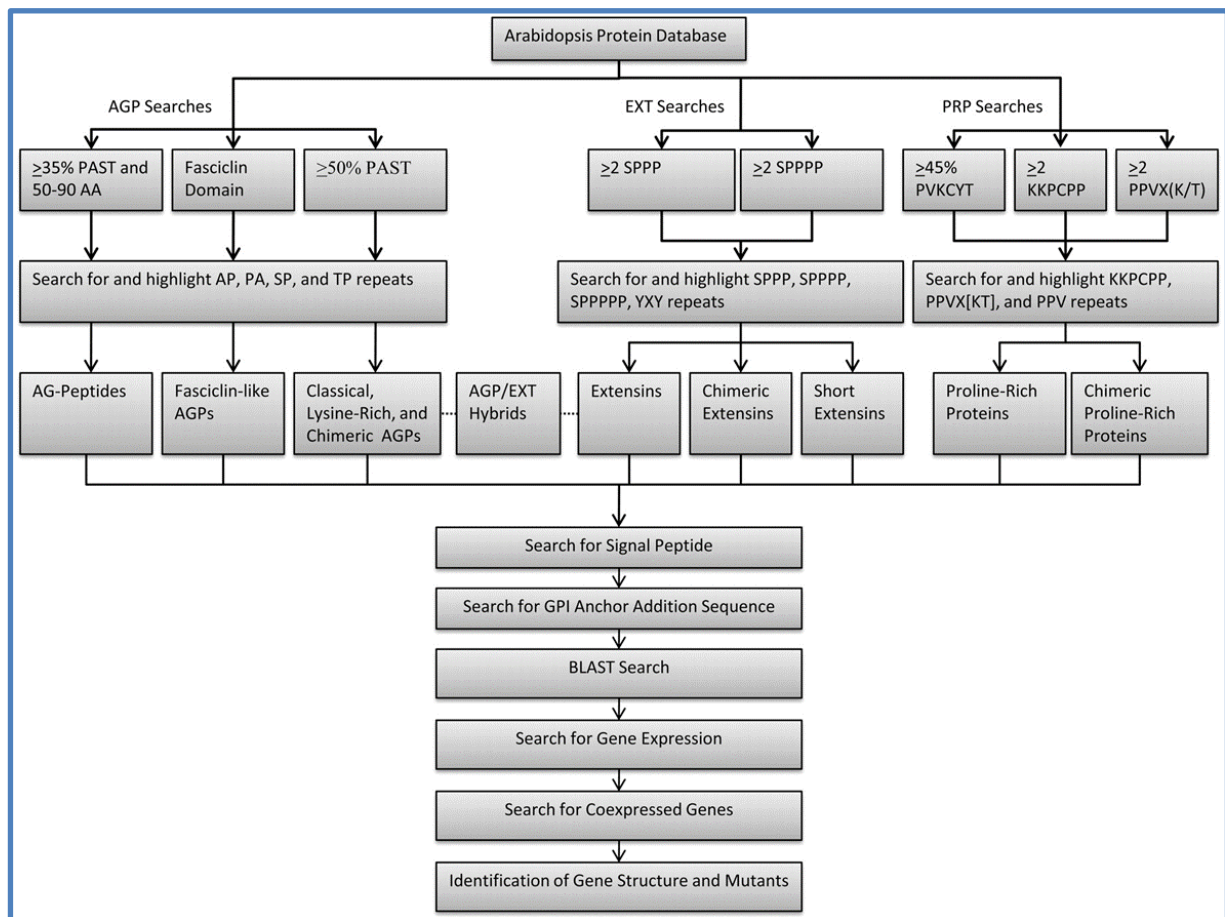 Arabidopsis Protein Database
AGP Searches
EXT Searches
PRP Searches
≥35% PAST and
50-90 AA
Fasciclin
Domain
≥50% PAST
≥2 SPPP
≥2 SPPPP
≥45%
PVKCYT
≥2
KKPCPP
≥2
PPVX(K/T)
Search for and highlight AP, PA, SP, and TP repeats
Search for and highlight SPPP, SPPPP,
SPPPPP, YXY repeats
Search for and highlight KKPCPP,
PPVX[KT], and PPV repeats
AG-Peptides
Fasciclin-like
AGPs
Classical,
Lysine-Rich, and
Chimeric AGPs
AGP/EXT
Hybrids
Extensins
Chimeric
Extensins
Short
Extensins
Proline-Rich
Proteins
Chimeric
Proline-Rich
Proteins
Search for Signal Peptide
Search for GPI Anchor Addition Sequence
BLAST Search
Search for Gene Expression
Search for Coexpressed Genes
Identification of Gene Structure and Mutants